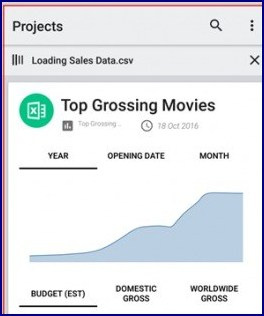 Projects
Loading Sales Data.csv
Top Grossing Movies
Top Grossing... 18 Oct 2016
YEAR OPENING DATE MONTH
BUDGET (EST) DOMESTIC GROSS WORLDWIDE GROSS